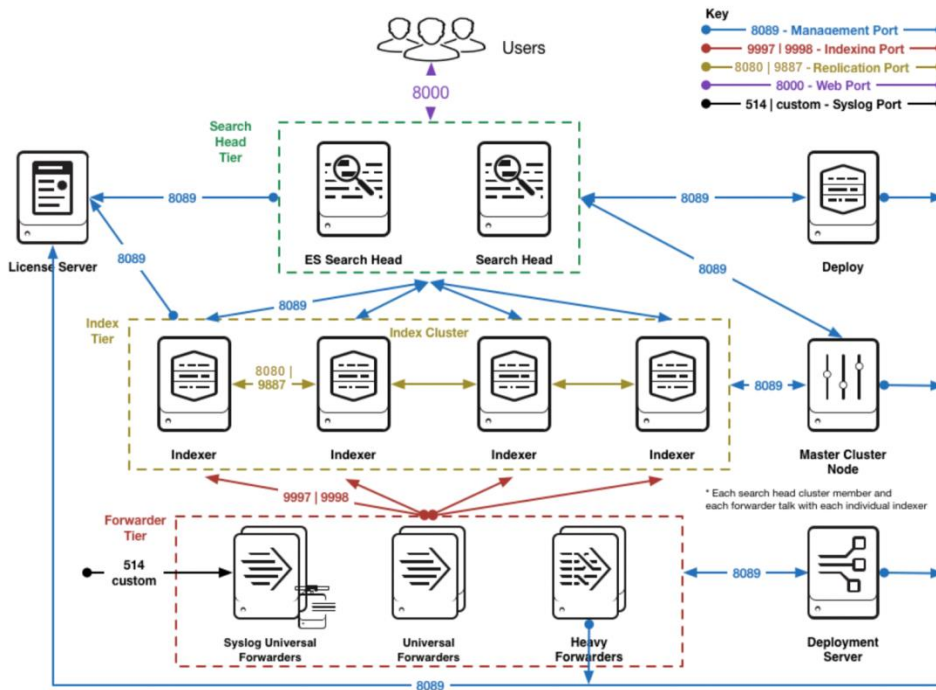 Key
8089 - Management Port
9997 | 9998 - Indexing Port
8080 | 9887 - Replication Port
8000 - Web Port
514 | custom - Syslog Port
Users
8000
Search
Head
Tier
ES Search Head
Search Head
License Server
8089
8089
Deploy
8089
8089
8089
Index
Tier
Index Cluster
8080 |
9887
8089
Indexer
Indexer
Indexer
Indexer
Master Cluster
Node
* Each search head cluster member and
each forwarder talk with each individual indexer
9997 | 9998
Forwarder
Tier
514
custom
8089
Syslog Universal
Forwarders
Universal
Forwarders
Heavy
Forwarders
Deployment
Server
8089